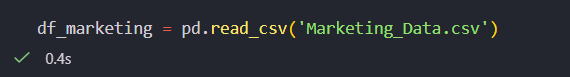 df_marketing = pd.read_csv('Marketing_Data.csv')
0.4s